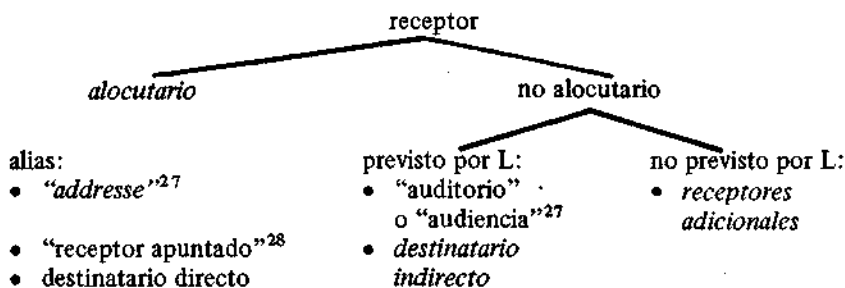 receptor
alocutario
no alocutario
alias:
• “addresse”²⁷
• “receptor apuntado”²⁸
• destinatario directo
previsto por L:
• “auditorio”
o “audiencia”²⁷
• destinatario
indirecto
no previsto por L:
• receptores
adicionales